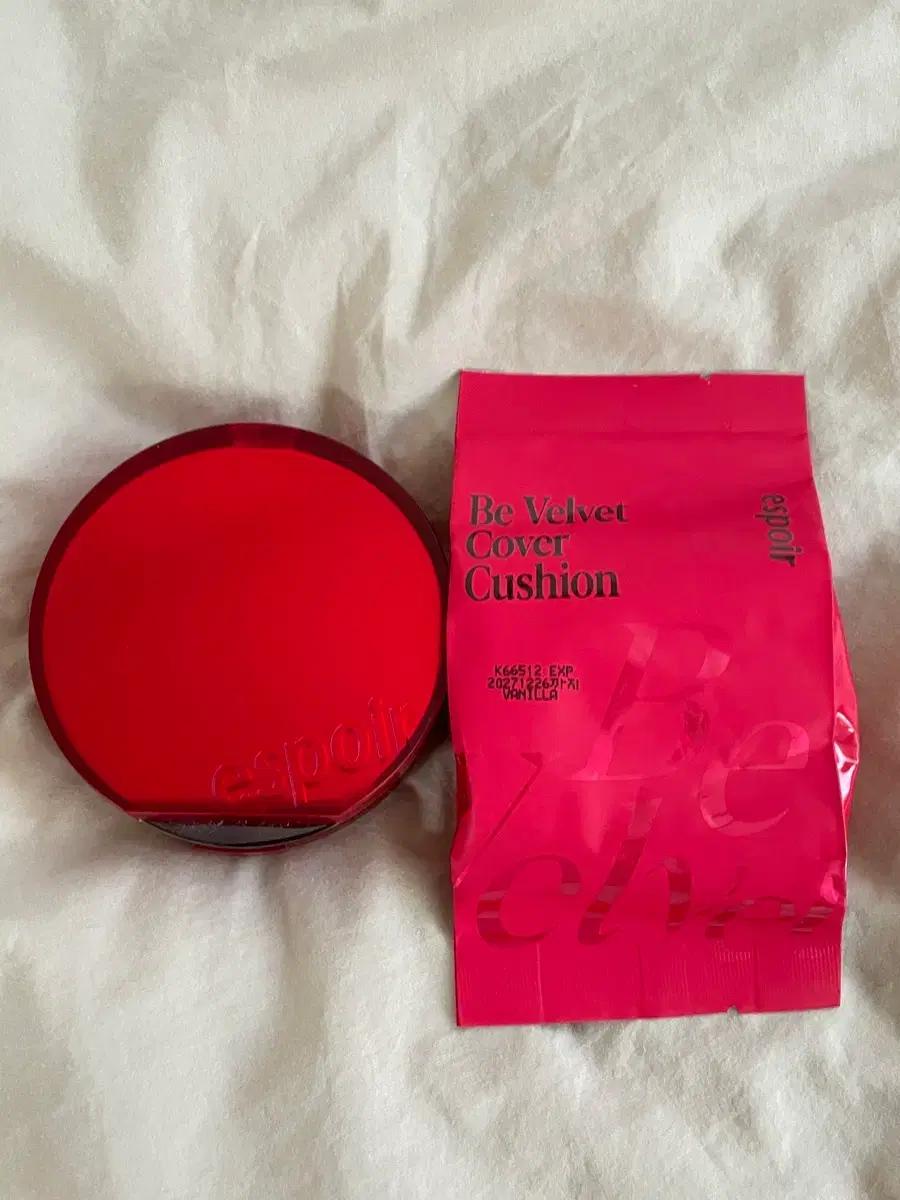 espoir
Be Velvet
Cover
Cushion
espoir
K66512 EXP
20271226까지
VANILLA
Be